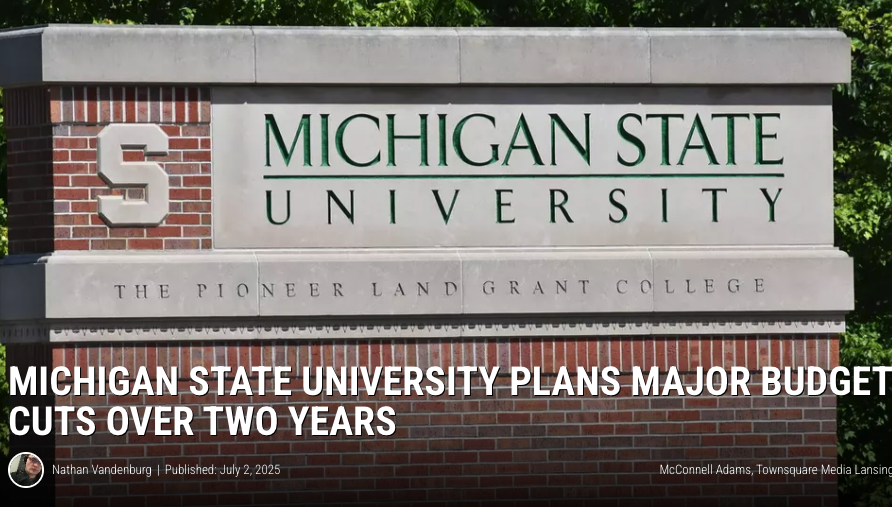 S
MICHIGAN STATE
UNIVERSITY
THE PIONEER LAND GRANT COLLEGE
MICHIGAN STATE UNIVERSITY PLANS MAJOR BUDGET
CUTS OVER TWO YEARS
Nathan Vandenburg | Published: July 2, 2025
McConnell Adams, Townsquare Media Lansing